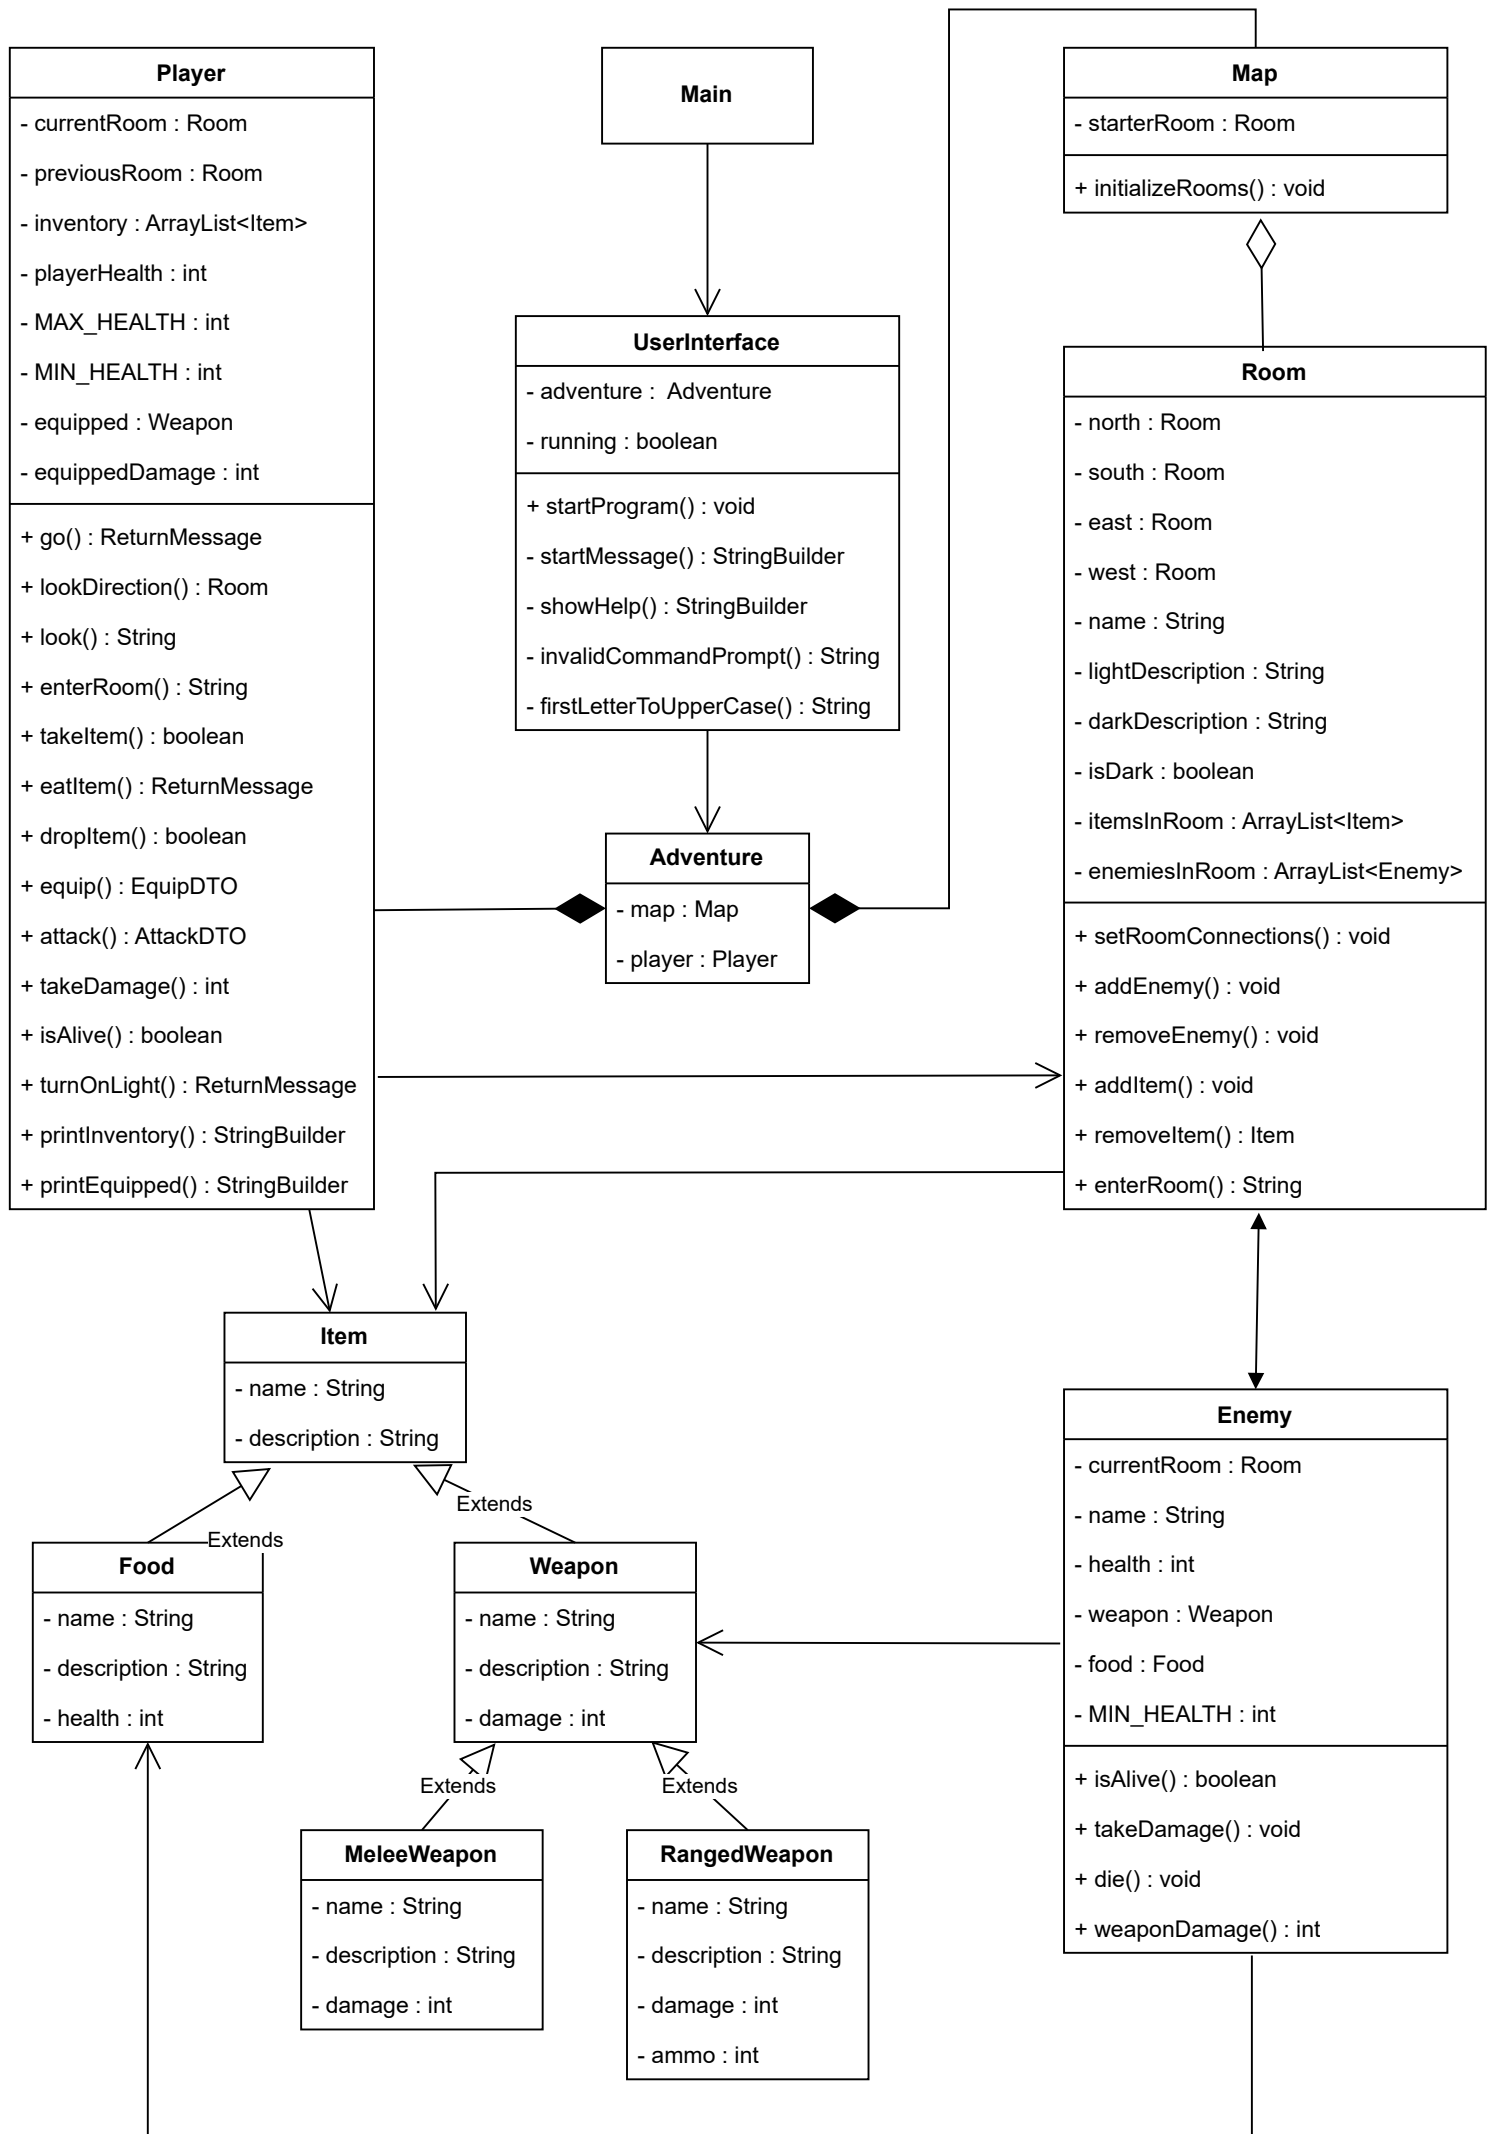 Player
- currentRoom : Room
- previousRoom : Room
- inventory : ArrayList<Item>
- playerHealth : int
- MAX_HEALTH : int
- MIN_HEALTH : int
- equipped : Weapon
- equippedDamage : int
+ go() : ReturnMessage
+ lookDirection() : Room
+ look() : String
+ enterRoom() : String
+ takeItem() : boolean
+ eatItem() : ReturnMessage
+ dropItem() : boolean
+ equip() : EquipDTO
+ attack() : AttackDTO
+ takeDamage() : int
+ isAlive() : boolean
+ turnOnLight() : ReturnMessage
+ printInventory() : StringBuilder
+ printEquipped() : StringBuilder
Main
UserInterface
- adventure :  Adventure
- running : boolean
+ startProgram() : void
- startMessage() : StringBuilder
- showHelp() : StringBuilder
- invalidCommandPrompt() : String
- firstLetterToUpperCase() : String
Adventure
- map : Map
- player : Player
Map
- starterRoom : Room
+ initializeRooms() : void
Room
- north : Room
- south : Room
- east : Room
- west : Room
- name : String
- lightDescription : String
- darkDescription : String
- isDark : boolean
- itemsInRoom : ArrayList<Item>
- enemiesInRoom : ArrayList<Enemy>
+ setRoomConnections() : void
+ addEnemy() : void
+ removeEnemy() : void
+ addItem() : void
+ removeItem() : Item
+ enterRoom() : String
Item
- name : String
- description : String
Extends
Extends
Food
- name : String
- description : String
- health : int
Weapon
- name : String
- description : String
- damage : int
Extends
Extends
MeleeWeapon
- name : String
- description : String
- damage : int
RangedWeapon
- name : String
- description : String
- damage : int
- ammo : int
Enemy
- currentRoom : Room
- name : String
- health : int
- weapon : Weapon
- food : Food
- MIN_HEALTH : int
+ isAlive() : boolean
+ takeDamage() : void
+ die() : void
+ weaponDamage() : int